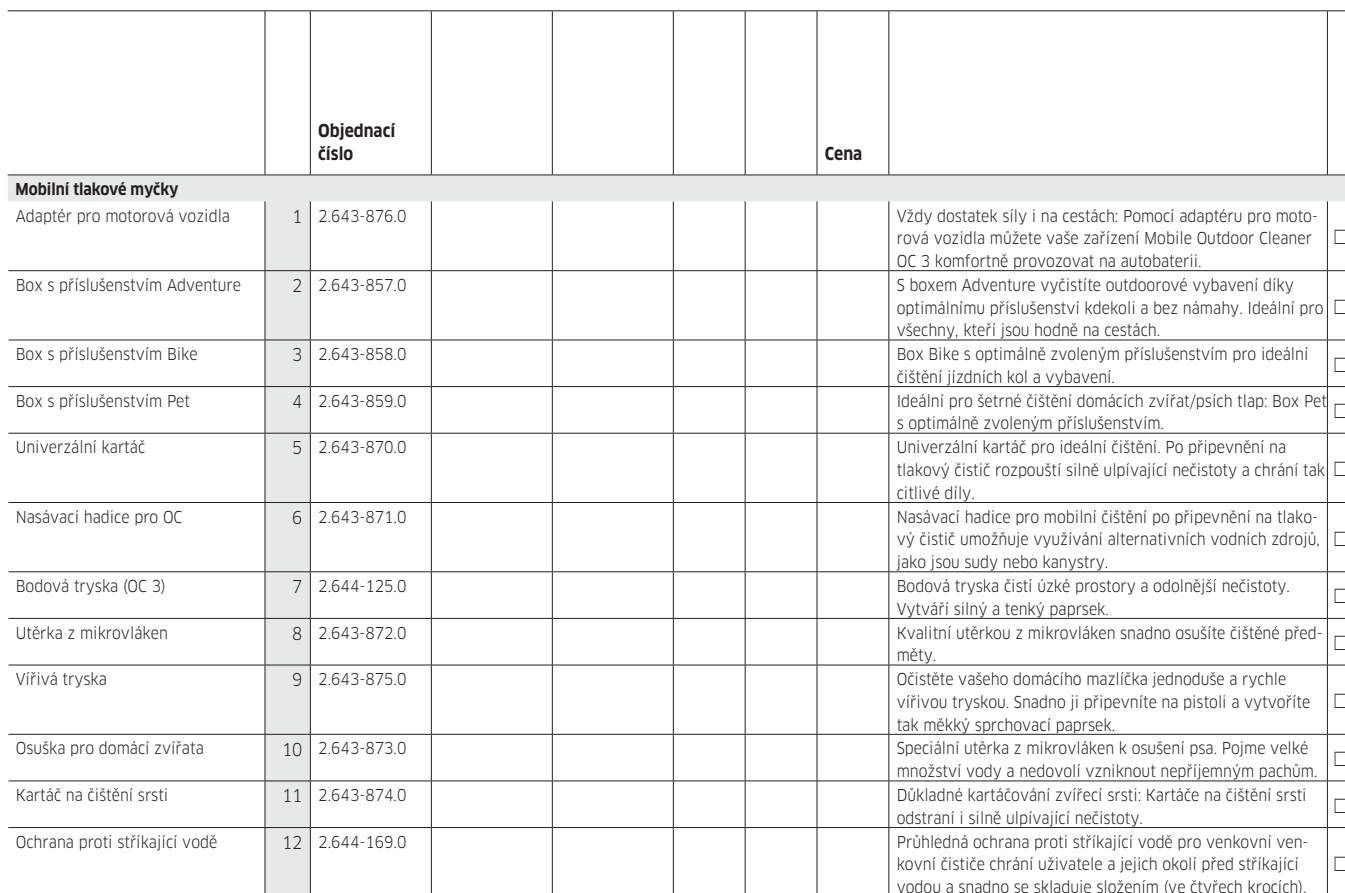 Objednací
číslo
Cena
Mobilní tlakové myčky
Adaptér pro motorová vozidla 1 2.643-876.0 Vždy dostatek síly i na cestách: Pomocí adaptéru pro moto-
rová vozidla můžete vaše zařízení Mobile Outdoor Cleaner
OC 3 komfortně provozovat na autobaterii.
Box s příslušenstvím Adventure 2 2.643-857.0 S boxem Adventure vyčistíte outdoorové vybavení díky
optimálnímu příslušenství kdekoli a bez námahy. Ideální pro
všechny, kteří jsou hodně na cestách.
Box s příslušenstvím Bike 3 2.643-858.0 Box Bike s optimálně zvoleným příslušenstvím pro ideální
čištění jízdních kol a vybavení.
Box s příslušenstvím Pet 4 2.643-859.0 Ideální pro šetrné čištění domácích zvířat/psích tlap: Box Pet
s optimálně zvoleným příslušenstvím.
Univerzální kartáč 5 2.643-870.0 Univerzální kartáč pro ideální čištění. Po připevnění na
tlakový čistič rozpouští silně ulpívající nečistoty a chrání tak
citlivé díly.
Nasávací hadice pro OC 6 2.643-871.0 Nasávací hadice pro mobilní čištění po připevnění na tlako-
vý čistič umožňuje využívání alternativních vodních zdrojů,
jako jsou sudy nebo kanystry.
Bodová tryska (OC 3) 7 2.644-125.0 Bodová tryska čistí úzké prostory a odolnější nečistoty.
Vytváří silný a tenký paprsek.
Utěrka z mikrovláken 8 2.643-872.0 Kvalitní utěrkou z mikrovláken snadno osušíte čištěné před-
měty.
Vířivá tryska 9 2.643-875.0 Očistěte vašeho domácího mazlíčka jednoduše a rychle
vířivou tryskou. Snadno ji připevníte na pistoli a vytvoříte
tak měkký sprchovací paprsek.
Osuška pro domácí zvířata 10 2.643-873.0 Speciální utěrka z mikrovláken k osušení psa. Pojme velké
množství vody a nedovolí vzniknout nepříjemným pachům.
Kartáč na čištění srsti 11 2.643-874.0 Důkladné kartáčování zvířecí srsti: Kartáče na čištění srsti
odstraní i silně ulpívající nečistoty.
Ochrana proti stříkající vodě 12 2.644-169.0 Průhledná ochrana proti stříkající vodě pro venkovní ven-
kovní čističe chrání uživatele a jejich okolí před stříkající
vodou a snadno se skladuje složením (ve čtyřech krocích).